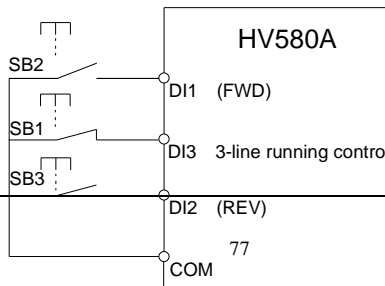 HV580A
SB2
DI1 (FWD)
SB1
DI3 3-line running contro
SB3
DI2 (REV)
77
COM